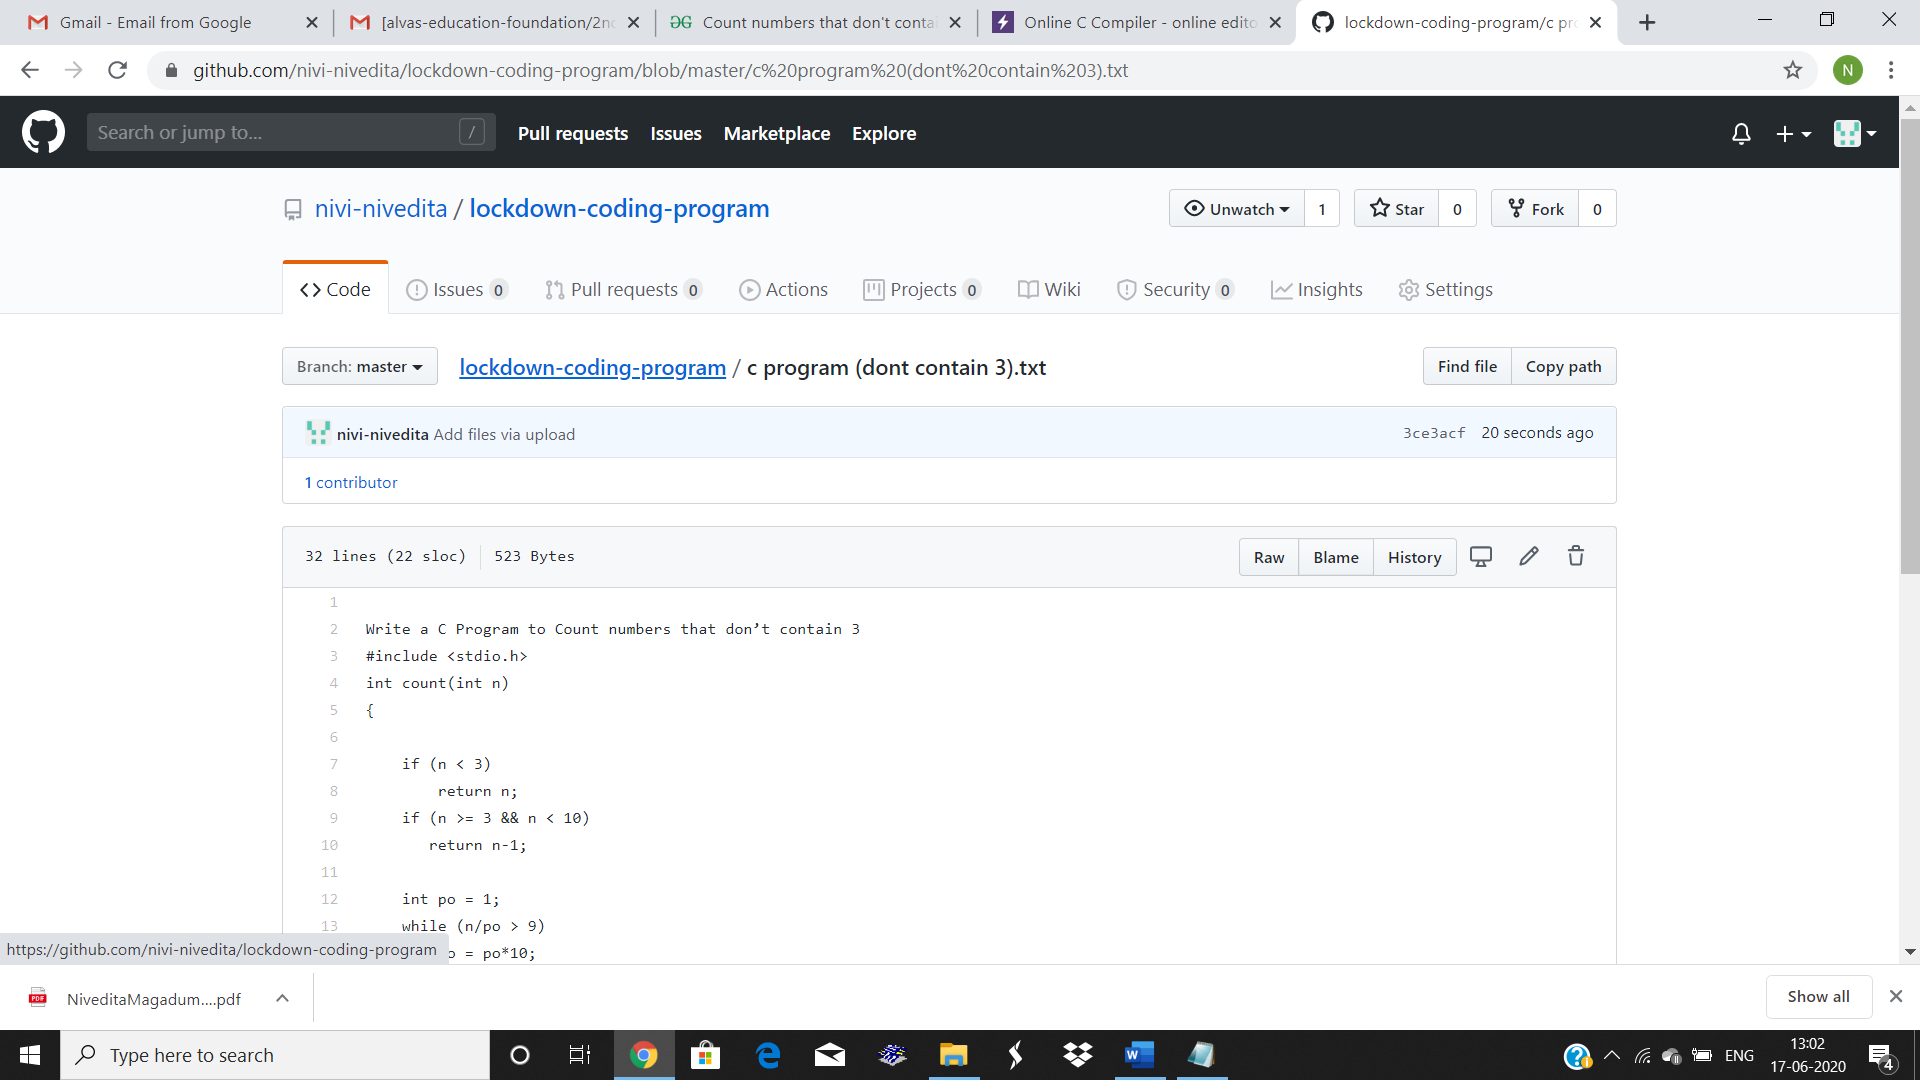 Gmail - Email from Google
[alvas-education-foundation/2n
Count numbers that don't contai
Online C Compiler - online edito
lockdown-coding-program/c pro
github.com/nivi-nivedita/lockdown-coding-program/blob/master/c%20program%20(dont%20contain%203).txt
N
Search or jump to...
/
Pull requests
Issues
Marketplace
Explore
nivi-nivedita / lockdown-coding-program
Unwatch 1
Star 0
Fork 0
Code
Issues 0
Pull requests 0
Actions
Projects 0
Wiki
Security 0
Insights
Settings
Branch: master
lockdown-coding-program / c program (dont contain 3).txt
Find file
Copy path
nivi-nivedita Add files via upload
3ce3acf 20 seconds ago
1 contributor
32 lines (22 sloc) 523 Bytes
Raw
Blame
History
1
2 Write a C Program to Count numbers that don’t contain 3
3 #include <stdio.h>
4 int count(int n)
5 {
6
7 if (n < 3)
8 return n;
9 if (n >= 3 && n < 10)
10 return n-1;
11
12 int po = 1;
13 while (n/po > 9)
o = po*10;
https://github.com/nivi-nivedita/lockdown-coding-program
PDF
NiveditaMagadum....pdf
Show all
Type here to search
ENG
13:02
17-06-2020
4